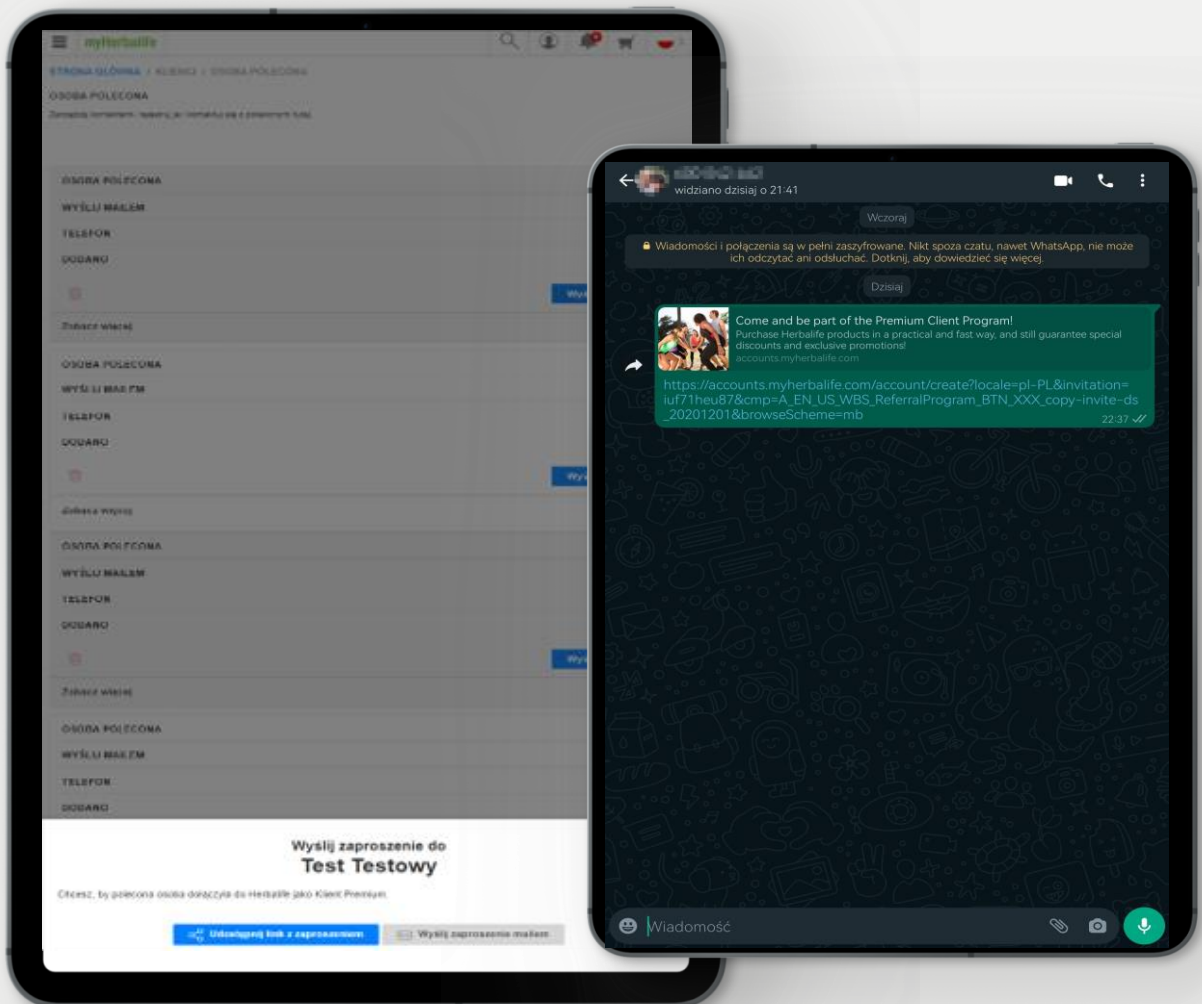 myHerbalife
STRONA GŁÓWNA / KLIENCI / OSOBA POLECONA
OSOBA POLECONA
OSOBA POLECONA
WYŚLIJ MAILEM
TELEFON
DODANO
Zobacz więcej
OSOBA POLECONA
WYŚLIJ MAILEM
TELEFON
DODANO
Zobacz więcej
OSOBA POLECONA
WYŚLIJ MAILEM
TELEFON
DODANO
Zobacz więcej
OSOBA POLECONA
WYŚLIJ MAILEM
TELEFON
DODANO
Wyślij zaproszenie do
Test Testowy
Chcesz, by polecona osoba dołączyła do Herbalife jako Klient Premium
Udostępnij link z zaproszeniem
Wyślij zaproszenie mailem
widziano dzisiaj o 21:41
Wczoraj
Wiadomości i połączenia są w pełni zaszyfrowane. Nikt spoza czatu, nawet WhatsApp, nie może
ich odczytać ani odsłuchać. Dotknij, aby dowiedzieć się więcej.
Dzisiaj
Come and be part of the Premium Client Program!
Purchase Herbalife products in a practical and fast way, and still guarantee special
discounts and exclusive promotions!
accounts.myherbalife.com
https://accounts.myherbalife.com/account/create?locale=pl-PL&invitation=
iuf71heu87&cmp=A_EN_US_WBS_ReferralProgram_BTN_XXX_copy-invite-ds
_20201201&browseScheme=mb
22:37
Wiadomość